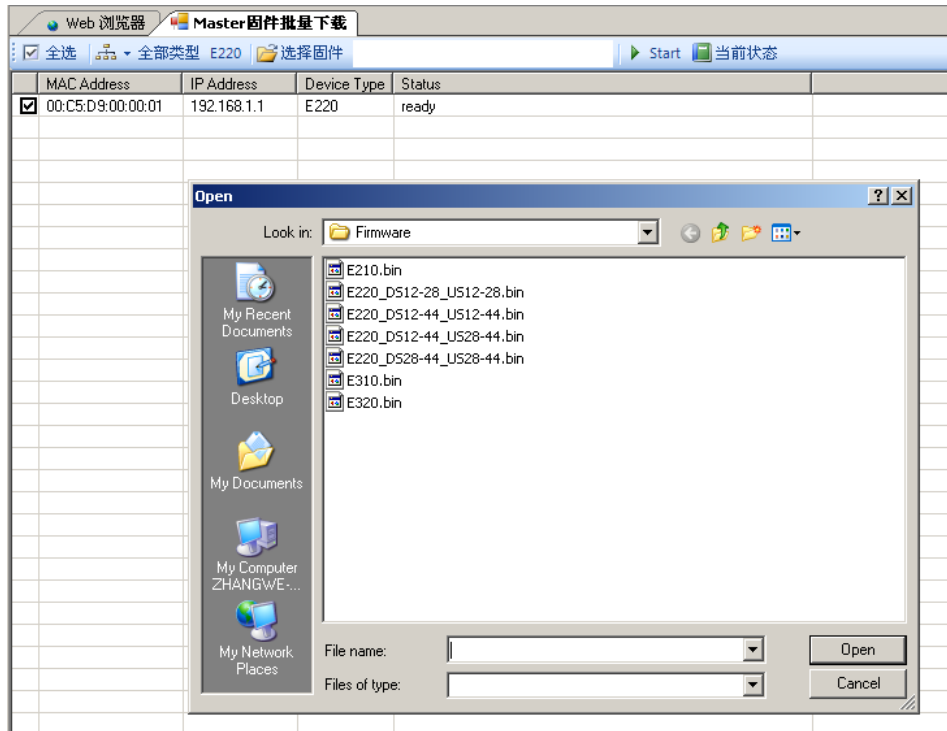 Web 浏览器 Master固件批量下载
全选 全部类型 E220 选择固件 Start 当前状态
MAC Address IP Address Device Type Status
00:C5:D9:00:00:01 192.168.1.1 E220 ready
Open
Look in: Firmware
E210.bin
E220_DS12-28_US12-28.bin
E220_DS12-44_US12-44.bin
E220_DS12-44_US28-44.bin
E220_DS28-44_US28-44.bin
E310.bin
E320.bin
My Recent
Documents
Desktop
My Documents
My Computer
ZHANGWE-...
My Network
Places
File name: Open
Files of type: Cancel